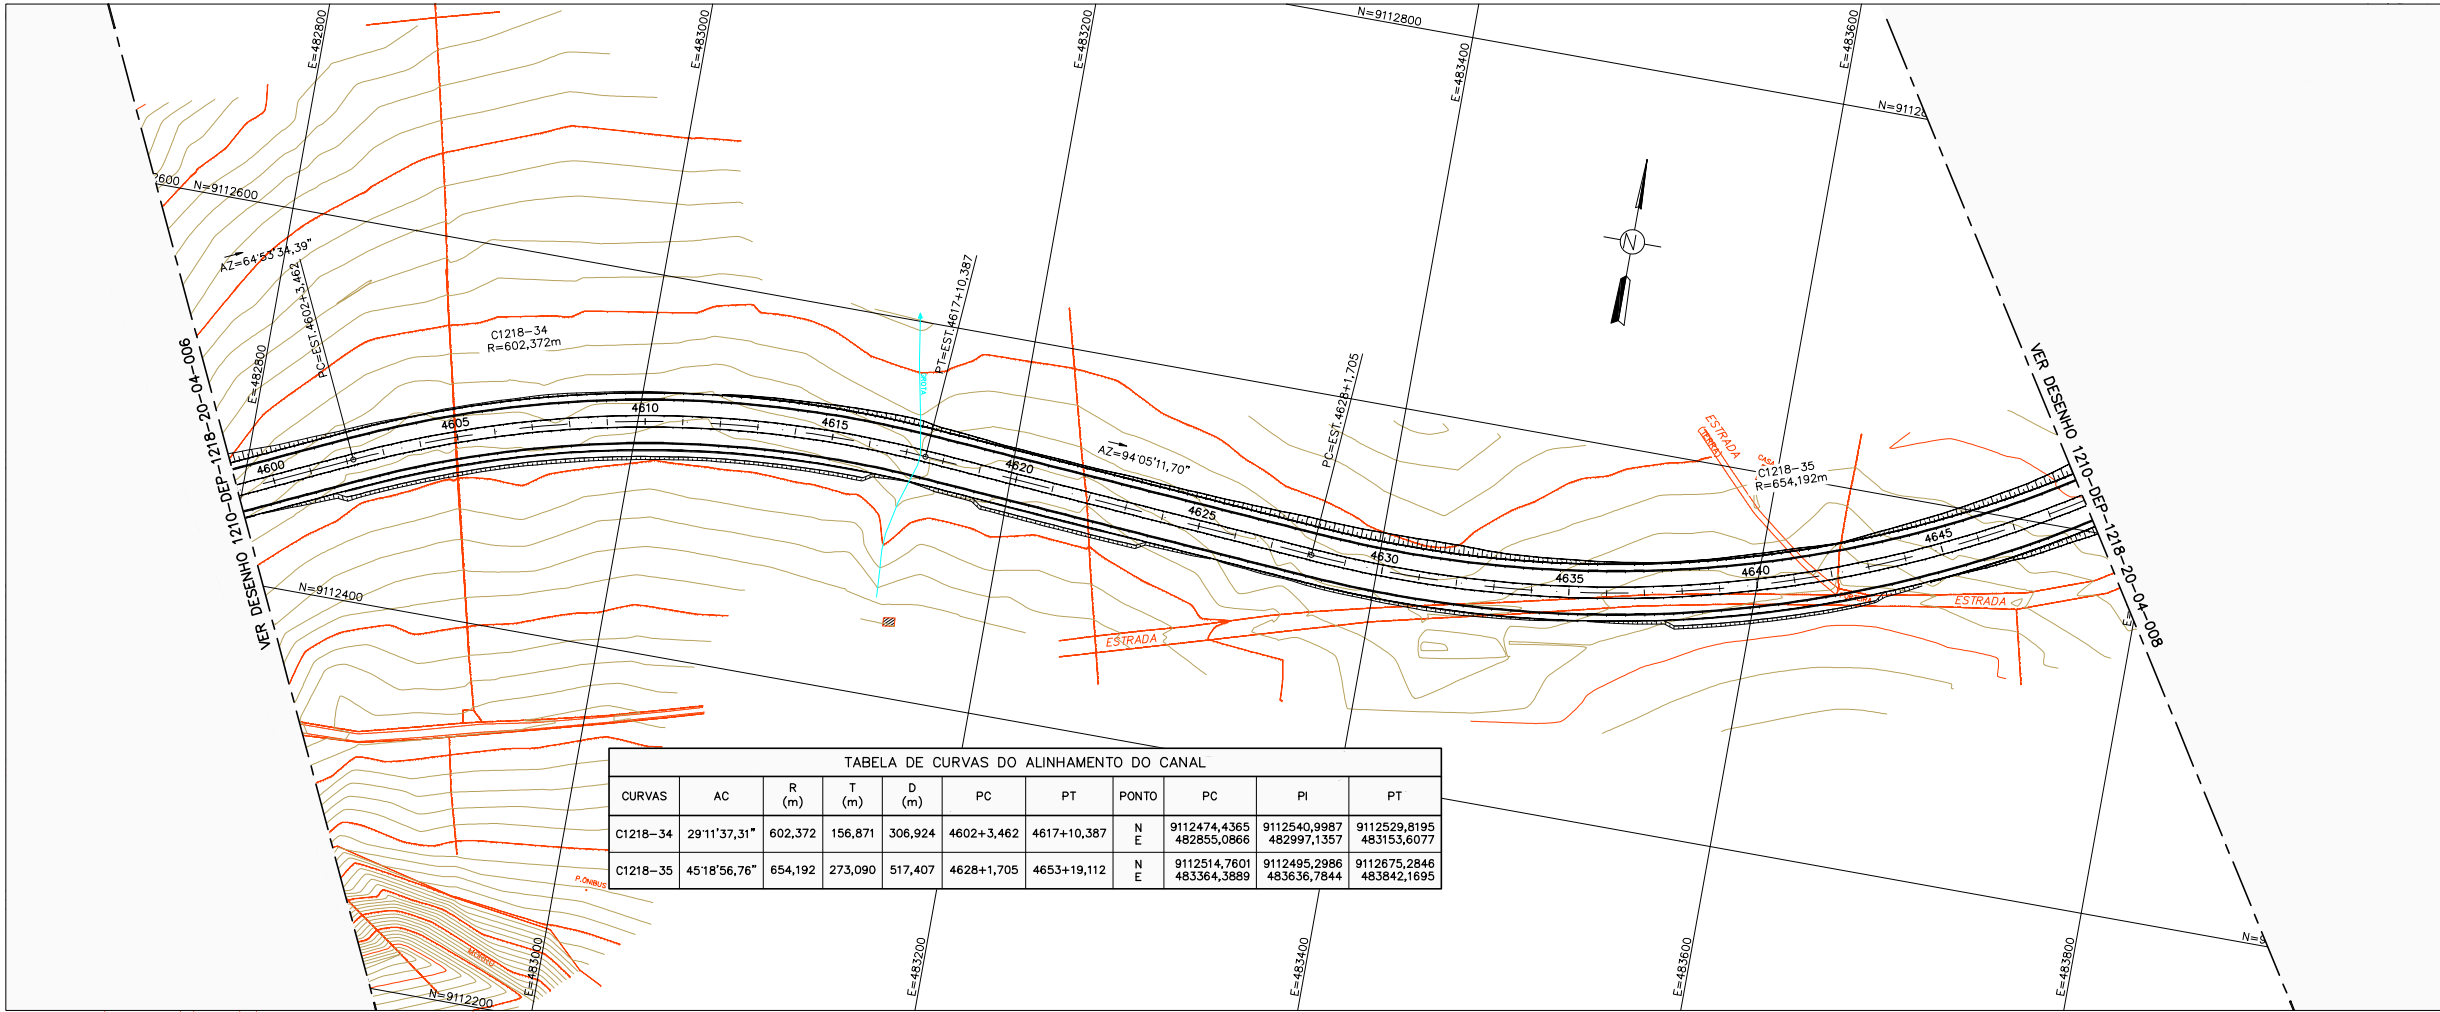 E=482800
E=483000
E=483200
E=483400
E=483600
N=9112800
N=9112600
AZ=64°53'34,39"
PC=EST.4602+3,462
E=482800
C1218-34
R=602,372m
PT=EST.4617+10,387
AZ=94°05'11,70"
PC=EST.4628+1,705
N
ESTRADA
(TERRA)
CASA
C1218-35
R=654,192m
VER DESENHO 1210-DEP-1218-20-04-006
VER DESENHO 1210-DEP-1218-20-04-008
4600
4605
4610
4615
4620
4625
4630
4635
4640
4645
N=9112400
ESTRADA
ESTRADA
TABELA DE CURVAS DO ALINHAMENTO DO CANAL
CURVAS AC R (m) T (m) D (m) PC PT PONTO PC PI PT
C1218-34 29°11'37,31" 602,372 156,871 306,924 4602+3,462 4617+10,387 N 9112474,4365 9112540,9987 9112529,8195
E 482855,0866 482997,1357 483153,6077
C1218-35 45°18'56,76" 654,192 273,090 517,407 4628+1,705 4653+19,112 N 9112514,7601 9112495,2986 9112675,2846
E 483364,3889 483636,7844 483842,1695
P.ÔNIBUS
MORRO
N=9112200
E=483000
E=483200
E=483400
E=483600
E=483800
N=9